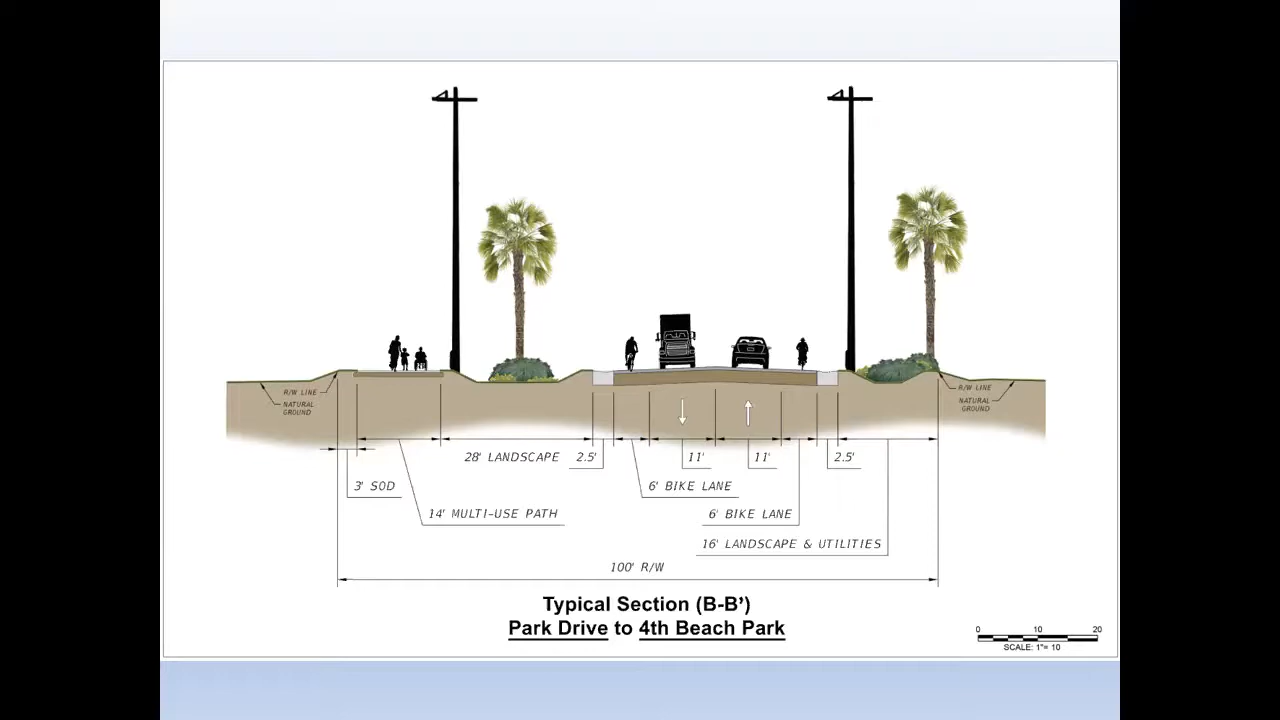 R/W LINE
NATURAL
GROUND
R/W LINE
NATURAL
GROUND
28' LANDSCAPE
2.5'
11'
11'
2.5'
3' SOD
6' BIKE LANE
14' MULTI-USE PATH
6' BIKE LANE
16' LANDSCAPE & UTILITIES
100' R/W
Typical Section (B-B’)
Park Drive to 4th Beach Park
0 10 20
SCALE: 1"= 10